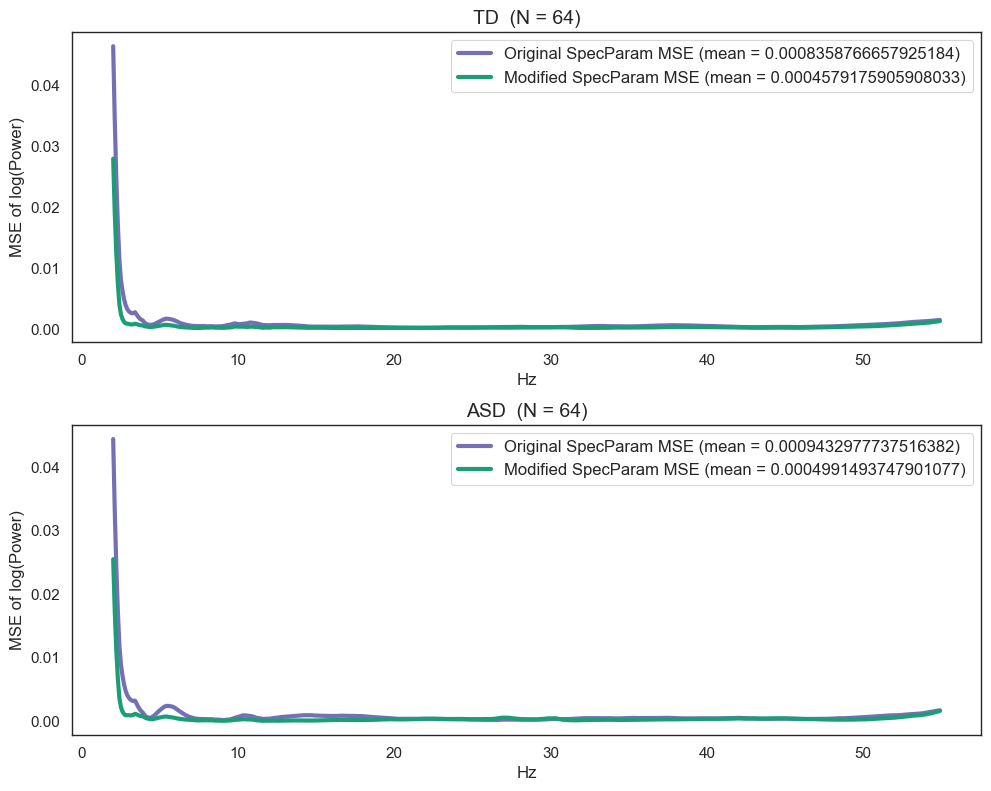 TD  (N = 64)
Original SpecParam MSE (mean = 0.0008358766657925184)
Modified SpecParam MSE (mean = 0.0004579175905908033)
MSE of log(Power)
0.04
0.03
0.02
0.01
0.00
0 10 20 30 40 50
Hz
ASD  (N = 64)
Original SpecParam MSE (mean = 0.0009432977737516382)
Modified SpecParam MSE (mean = 0.0004991493747901077)
MSE of log(Power)
0.04
0.03
0.02
0.01
0.00
0 10 20 30 40 50
Hz